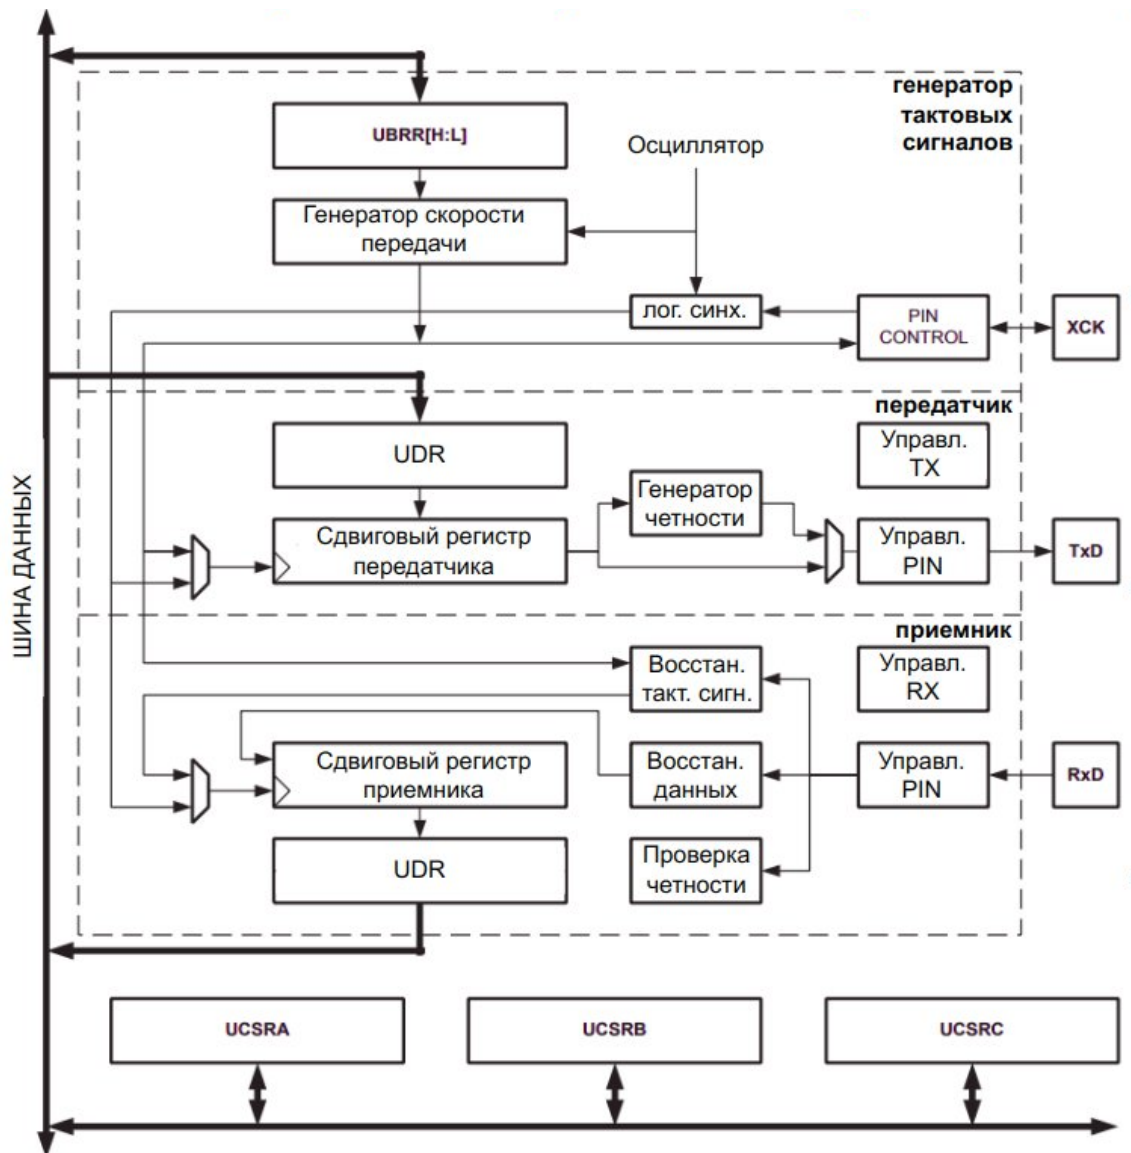 генератор
тактовых
сигналов
UBRR[H:L]
Осциллятор
Генератор скорости
передачи
лог. синх.
PIN
CONTROL
XCK
передатчик
UDR
Управл.
TX
Генератор
четности
Сдвиговый регистр
передатчика
Управл.
PIN
TxD
ШИНА ДАННЫХ
приемник
Восстан.
такт. сигн.
Управл.
RX
Сдвиговый регистр
приемника
Восстан.
данных
Управл.
PIN
RxD
UDR
Проверка
четности
UCSRA
UCSRB
UCSRC